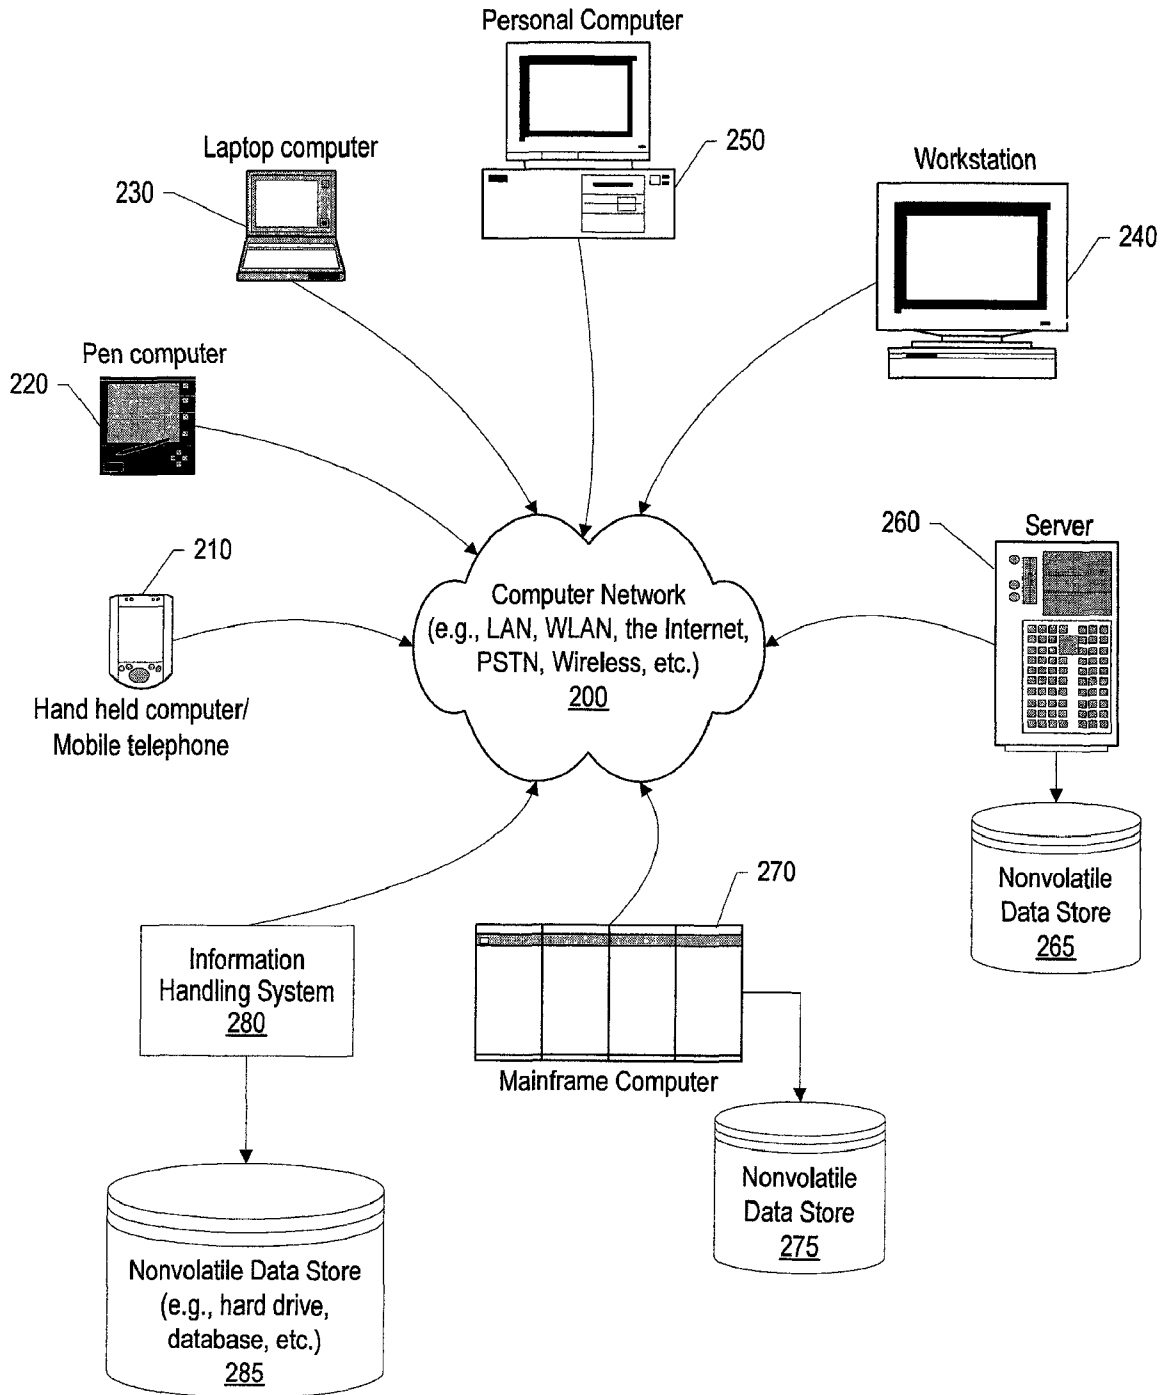 Personal Computer
250
Laptop computer
230
Workstation
240
Pen computer
220
260
Server
210
Hand held computer/
Mobile telephone
Computer Network
(e.g., LAN, WLAN, the Internet,
PSTN, Wireless, etc.)
200
Nonvolatile
Data Store
265
270
Mainframe Computer
Information
Handling System
280
Nonvolatile
Data Store
275
Nonvolatile Data Store
(e.g., hard drive,
database, etc.)
285